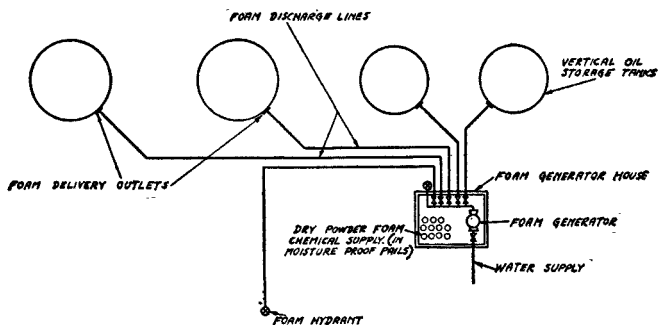 FOAM DISCHARGE LINES
VERTICAL OIL
STORAGE TANKS
FOAM DELIVERY OUTLETS
FOAM GENERATOR HOUSE
FOAM GENERATOR
DRY POWDER FOAM
CHEMICAL SUPPLY. (IN
MOISTURE PROOF PAILS)
WATER SUPPLY
FOAM HYDRANT